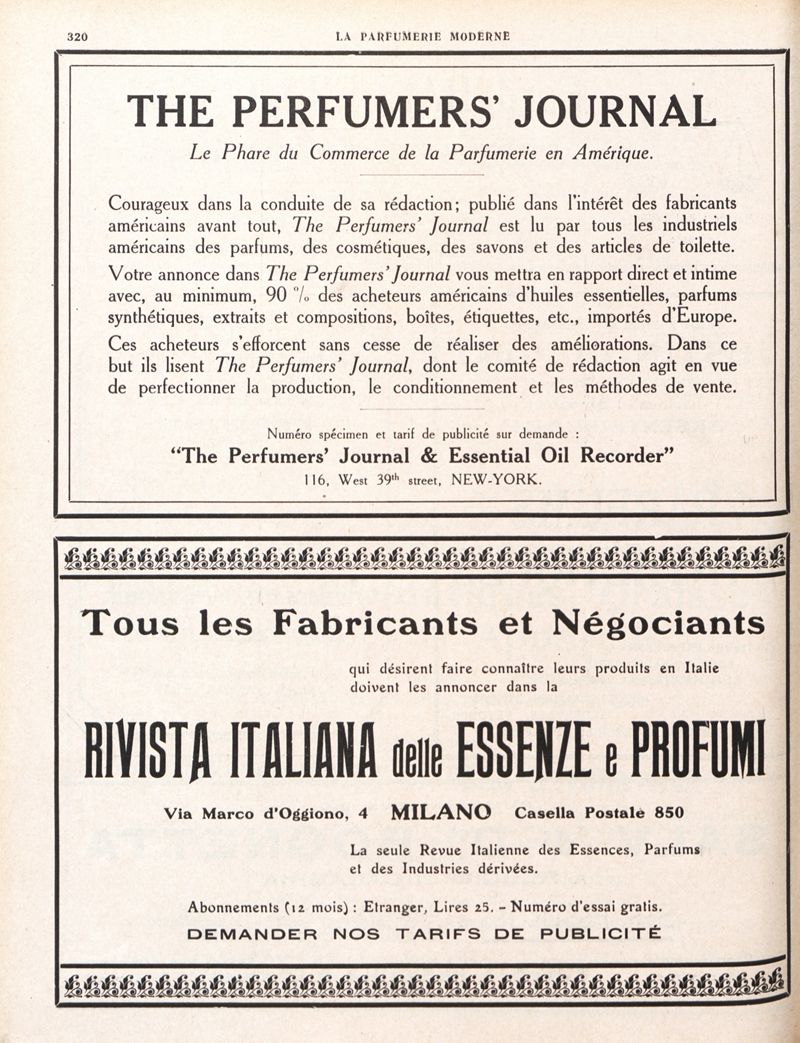 320
LA PARFUMERIE MODERNE
THE PERFUMERS' JOURNAL
Le Phare du Commerce de la Parfumerie en Amérique.
Courageux dans la conduite de sa rédaction; publié dans l'intérêt des fabricants
américains avant tout, The Perfumers' Journal est lu par tous les industriels
américains des parfums, des cosmétiques, des savons et des articles de toilette.
Votre annonce dans The Perfumers' Journal vous mettra en rapport direct et intime
avec, au minimum, 90 % des acheteurs américains d'huiles essentielles, parfums
synthétiques, extraits et compositions, boîtes, étiquettes, etc., importés d'Europe.
Ces acheteurs s'efforcent sans cesse de réaliser des améliorations. Dans ce
but ils lisent The Perfumers' Journal, dont le comité de rédaction agit en vue
de perfectionner la production, le conditionnement et les méthodes de vente.
Numéro spécimen et tarif de publicité sur demande :
"The Perfumers' Journal & Essential Oil Recorder"
116, West 39th street, NEW-YORK.
Tous les Fabricants et Négociants
qui désirent faire connaître leurs produits en Italie
doivent les annoncer dans la
RIVISTA ITALIANA delle ESSENZE e PROFUMI
Via Marco d'Oggiono, 4 MILANO Casella Postale 850
La seule Revue Italienne des Essences, Parfums
et des Industries dérivées.
Abonnements (12 mois) : Etranger, Lires 25. - Numéro d'essai gratis.
DEMANDER NOS TARIFS DE PUBLICITÉ